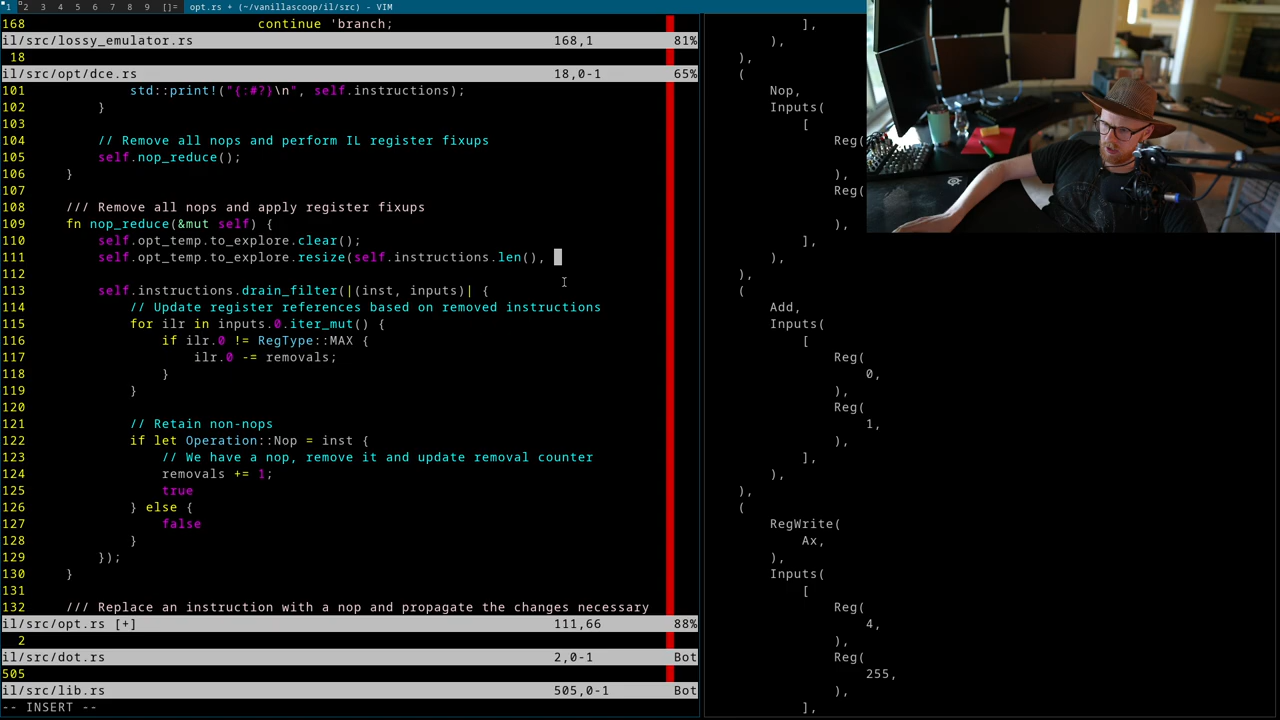 1 2 3 4 5 6 7 8 9 []= opt.rs + (~/vanillascoop/il/src) - VIM
168                             continue 'branch;
il/src/lossy_emulator.rs 168,1 81%
18
il/src/opt/dce.rs 18,0-1 65%
101             std::print!("{:#?}\n", self.instructions);
102         }
103
104         // Remove all nops and perform IL register fixups
105         self.nop_reduce();
106     }
107
108     /// Remove all nops and apply register fixups
109     fn nop_reduce(&mut self) {
110         self.opt_temp.to_explore.clear();
111         self.opt_temp.to_explore.resize(self.instructions.len(),
112
113         self.instructions.drain_filter(|(inst, inputs)| {
114             // Update register references based on removed instructions
115             for ilr in inputs.0.iter_mut() {
116                 if ilr.0 != RegType::MAX {
117                     ilr.0 -= removals;
118                 }
119             }
120
121             // Retain non-nops
122             if let Operation::Nop = inst {
123                 // We have a nop, remove it and update removal counter
124                 removals += 1;
125                 true
126             } else {
127                 false
128             }
129         });
130     }
131
132     /// Replace an instruction with a nop and propagate the changes necessary
il/src/opt.rs [+] 111,66 88%
2
il/src/dot.rs 2,0-1 Bot
505
il/src/lib.rs 505,0-1 Bot
-- INSERT --
],
),
),
(
Nop,
Inputs(
[
Reg(
),
Reg(
),
],
),
),
(
Add,
Inputs(
[
Reg(
0,
),
Reg(
1,
),
],
),
),
(
RegWrite(
Ax,
),
Inputs(
[
Reg(
4,
),
Reg(
255,
),
],